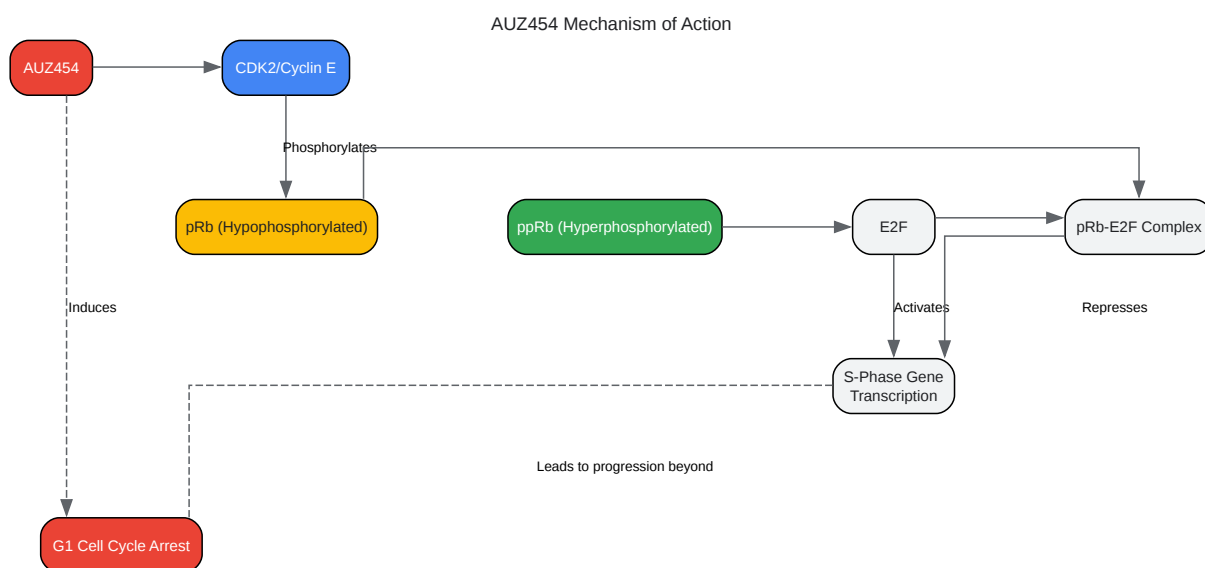 AUZ454 Mechanism of Action
AUZ454
CDK2/Cyclin E
Phosphorylates
pRb (Hypophosphorylated)
ppRb (Hyperphosphorylated)
E2F
pRb-E2F Complex
Induces
Activates
Represses
S-Phase Gene
Transcription
Leads to progression beyond
G1 Cell Cycle Arrest